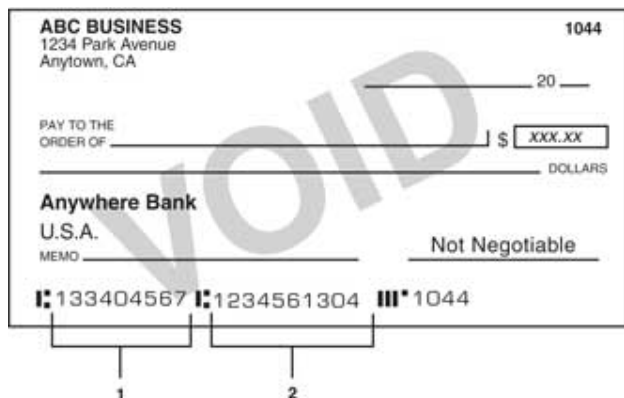 ABC BUSINESS 1044
1234 Park Avenue
Anytown, CA
20
PAY TO THE
ORDER OF $ XXX.XX
DOLLARS
VOID
Anywhere Bank
U.S.A.
MEMO Not Negotiable
⑆133404567⑆1234561304⑈1044
1 2